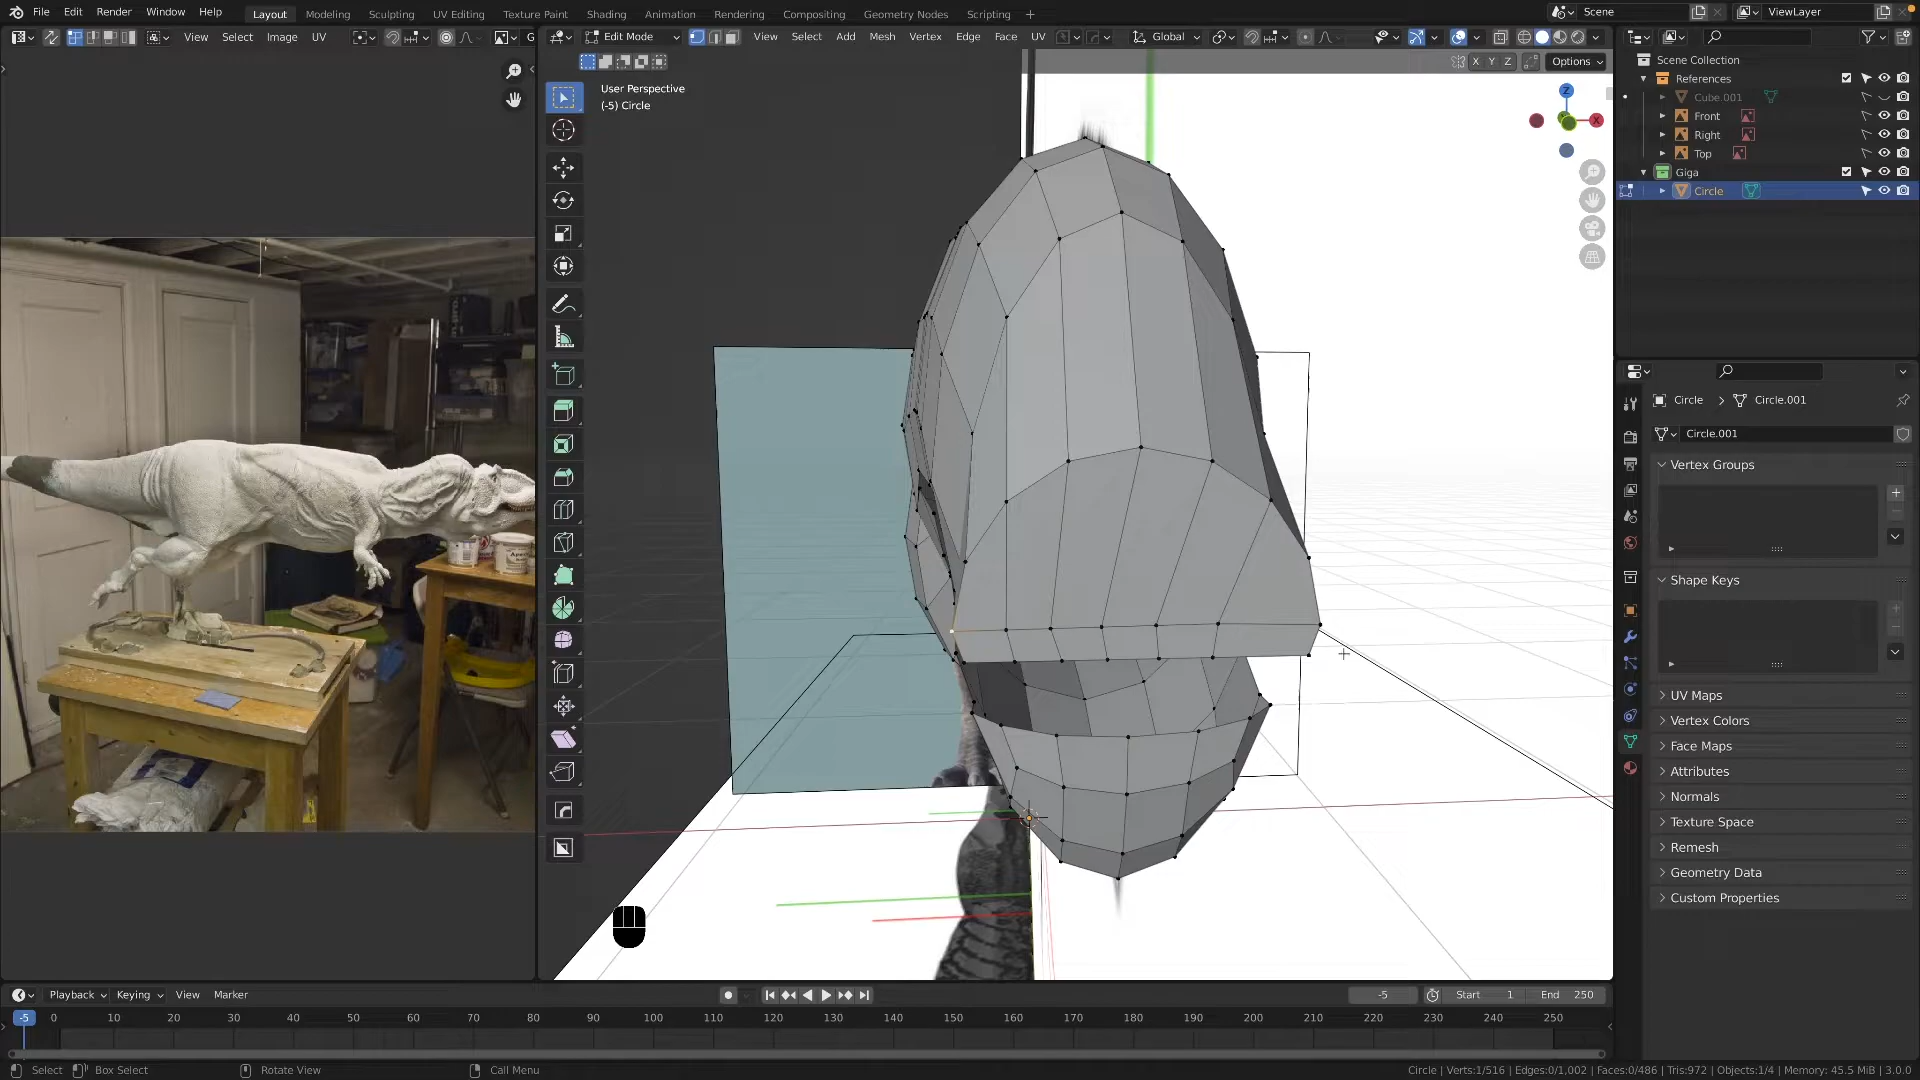 File Edit Render Window Help Layout Modeling Sculpting UV Editing Texture Paint Shading Animation Rendering Compositing Geometry Nodes Scripting + Scene ViewLayer
View Select Image UV G Edit Mode View Select Add Mesh Vertex Edge Face UV Global
X Y Z Options
User Perspective
(-5) Circle
Z
X
Scene Collection
References
Cube.001
Front
Right
Top
Giga
Circle
Circle > Circle.001
Circle.001
Vertex Groups
Shape Keys
UV Maps
Vertex Colors
Face Maps
Attributes
Normals
Texture Space
Remesh
Geometry Data
Custom Properties
Playback Keying View Marker -5 Start 1 End 250
-5 0 10 20 30 40 50 60 70 80 90 100 110 120 130 140 150 160 170 180 190 200 210 220 230 240 250
Select Box Select Rotate View Call Menu Circle | Verts:1/516 | Edges:0/1,002 | Faces:0/486 | Tris:972 | Objects:1/4 | Memory: 45.5 MiB | 3.0.0